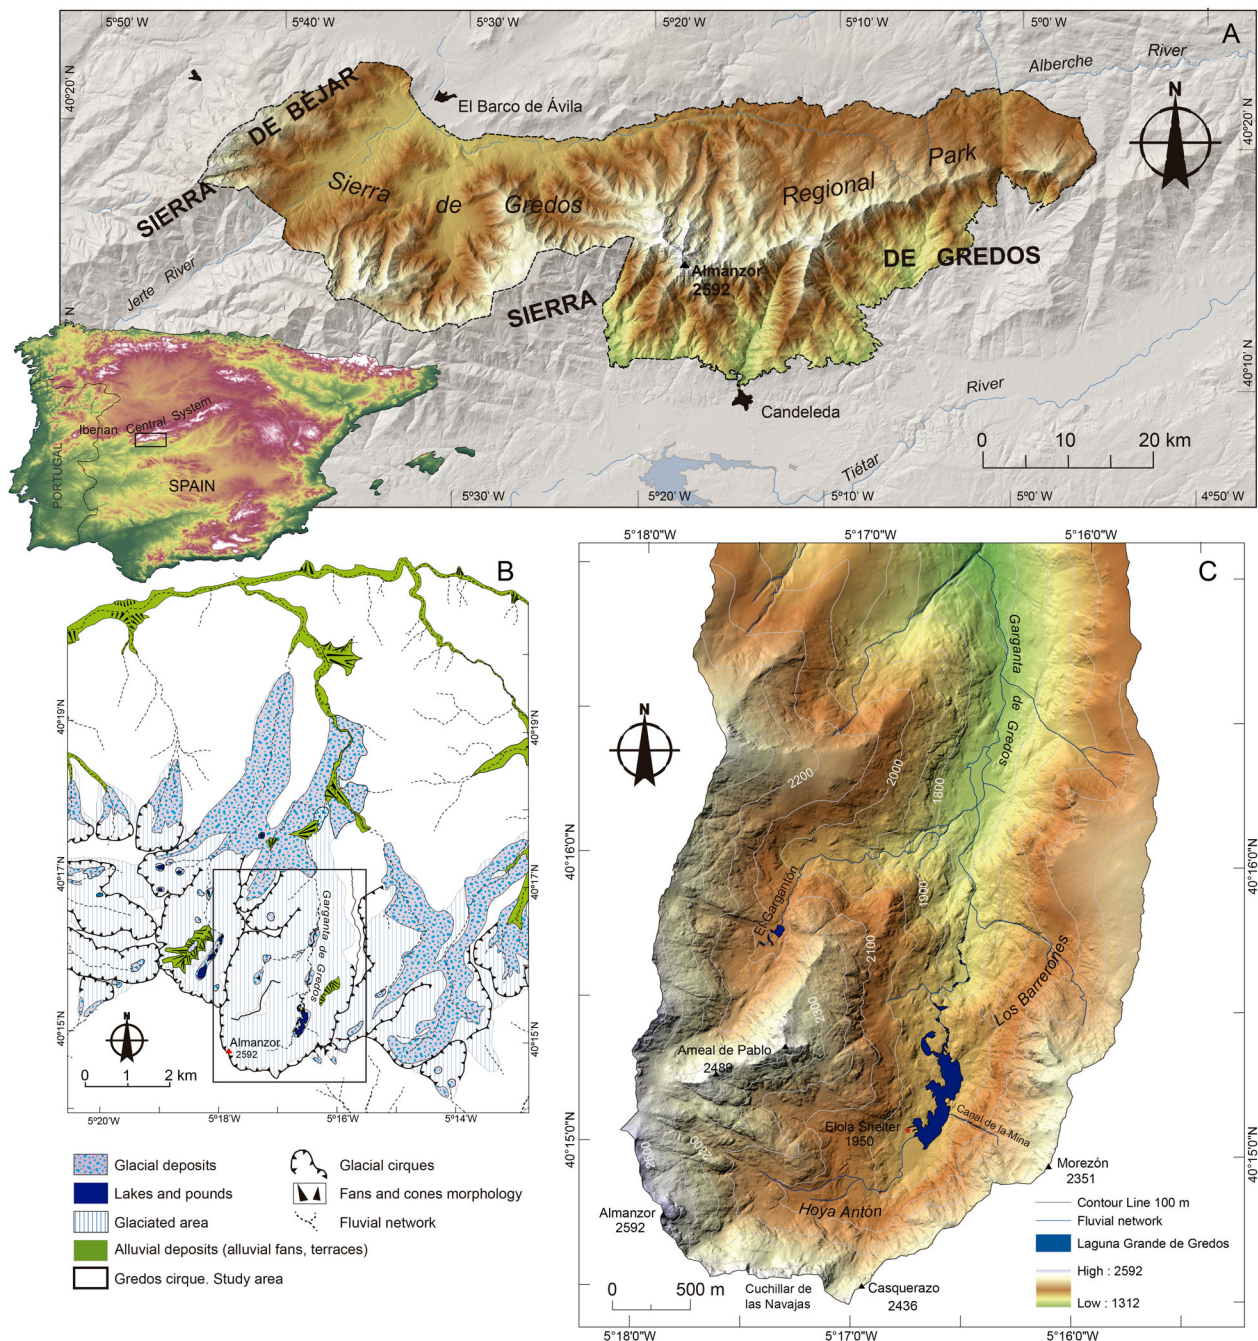 5°50' W
5°40' W
5°30' W
5°20' W
5°10' W
5°0' W
A
40°20' N
El Barco de Ávila
Alberche
River
N
SIERRA
DE BÉJAR
Sierra
de
Gredos
Regional
Park
40°20' N
Jerte River
SIERRA
DE GREDOS
Almanzor
2592
40°10' N
Candeleda
River
Tiétar
0
10
20 km
5°30' W
5°20' W
5°10' W
5°0' W
4°50' W
Iberian Central System
PORTUGAL
SPAIN
B
40°19'N
40°19'N
40°17'N
40°17'N
40°15'N
40°15'N
Garganta de Gredos
N
Almanzor
2592
0
1
2 km
5°20'W
5°18'W
5°16'W
5°14'W
Glacial deposits
Lakes and pounds
Glaciated area
Alluvial deposits (alluvial fans, terraces)
Gredos cirque. Study area
Glacial cirques
Fans and cones morphology
Fluvial network
5°18'0"W
5°17'0"W
5°16'0"W
C
N
Garganta de Gredos
2200
2000
1800
40°16'0"N
40°16'0"N
El Gargantón
1900
2100
Los Barrerones
2300
Ameal de Pablo
2489
Elola Shelter
1950
Canal de la Mina
40°15'0"N
40°15'0"N
2500
2300
Morezón
2351
Almanzor
2592
Hoya Antón
Cuchillar de
las Navajas
Casquerazo
2436
0
500 m
Contour Line 100 m
Fluvial network
Laguna Grande de Gredos
High : 2592
Low : 1312
5°18'0"W
5°17'0"W
5°16'0"W